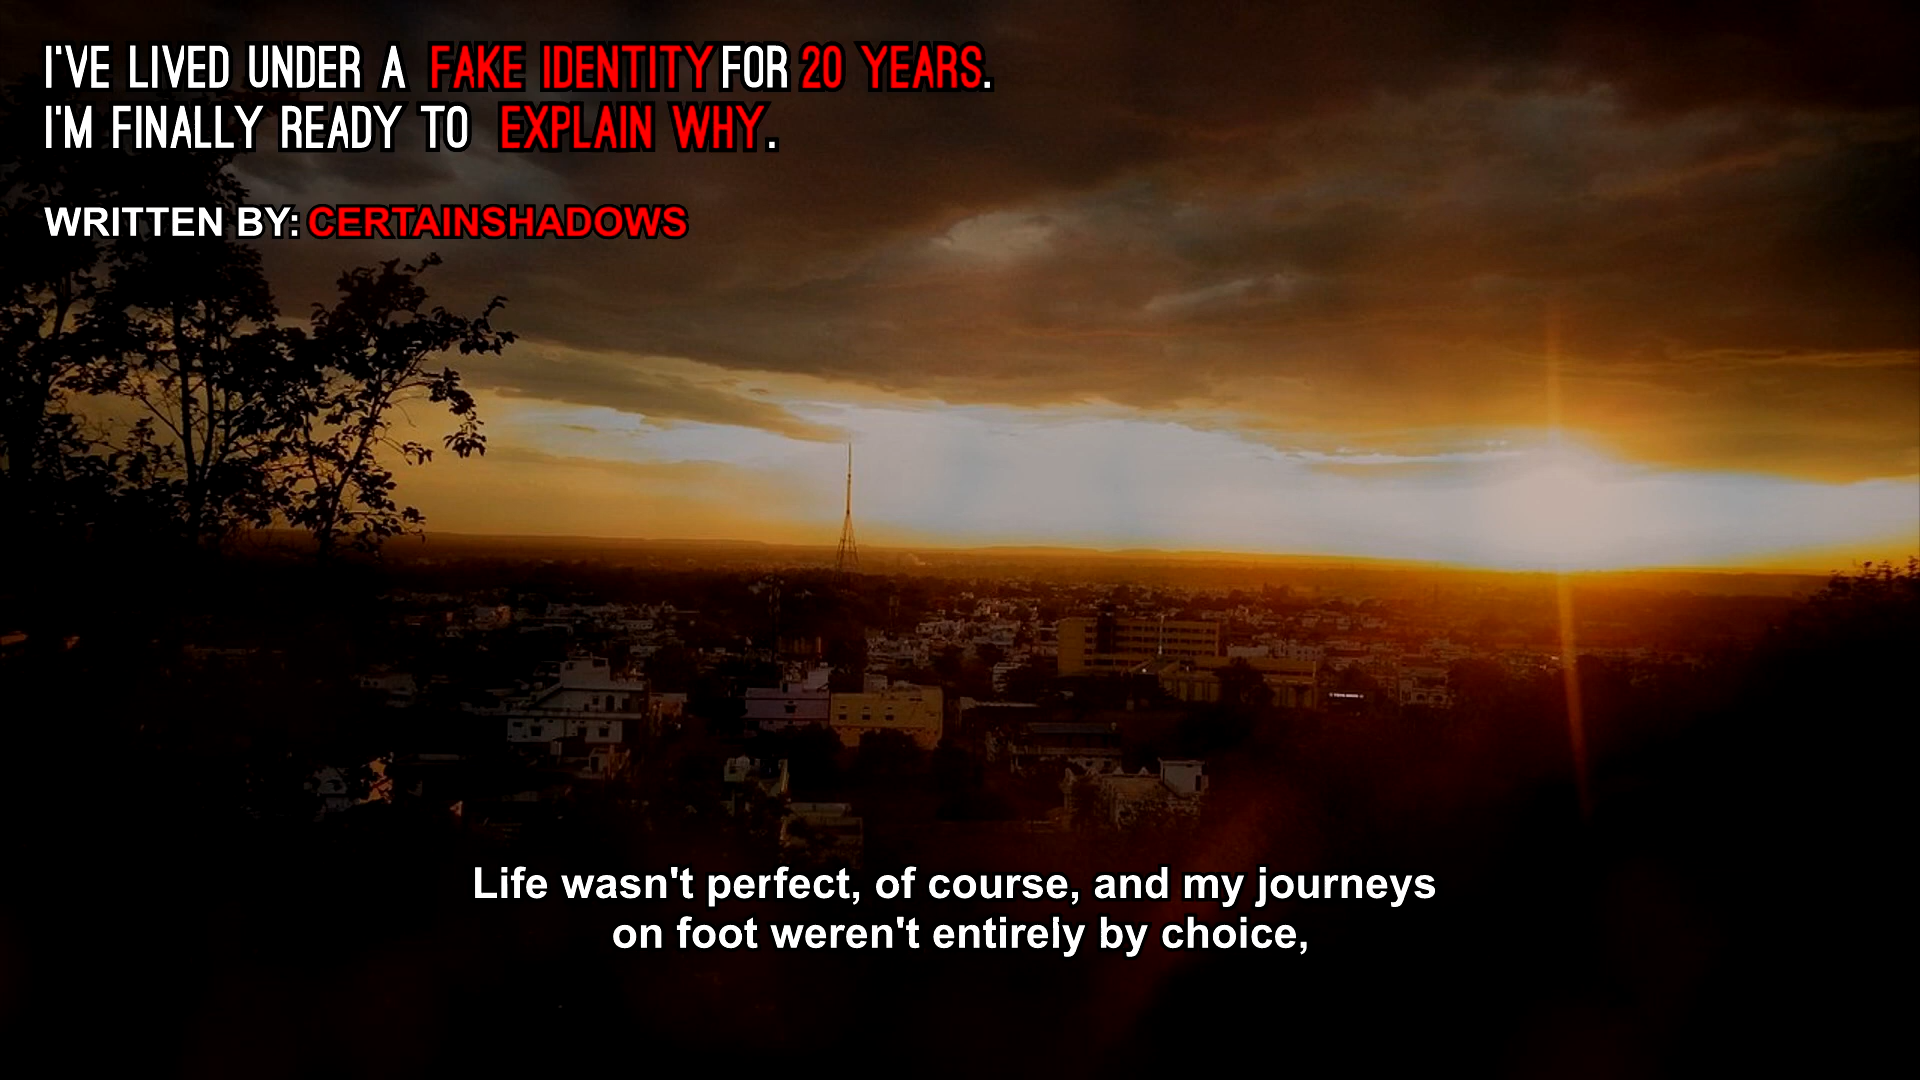 I'VE LIVED UNDER A FAKE IDENTITY FOR 20 YEARS.
I'M FINALLY READY TO EXPLAIN WHY.
WRITTEN BY: CERTAINSHADOWS
Life wasn't perfect, of course, and my journeys
on foot weren't entirely by choice,